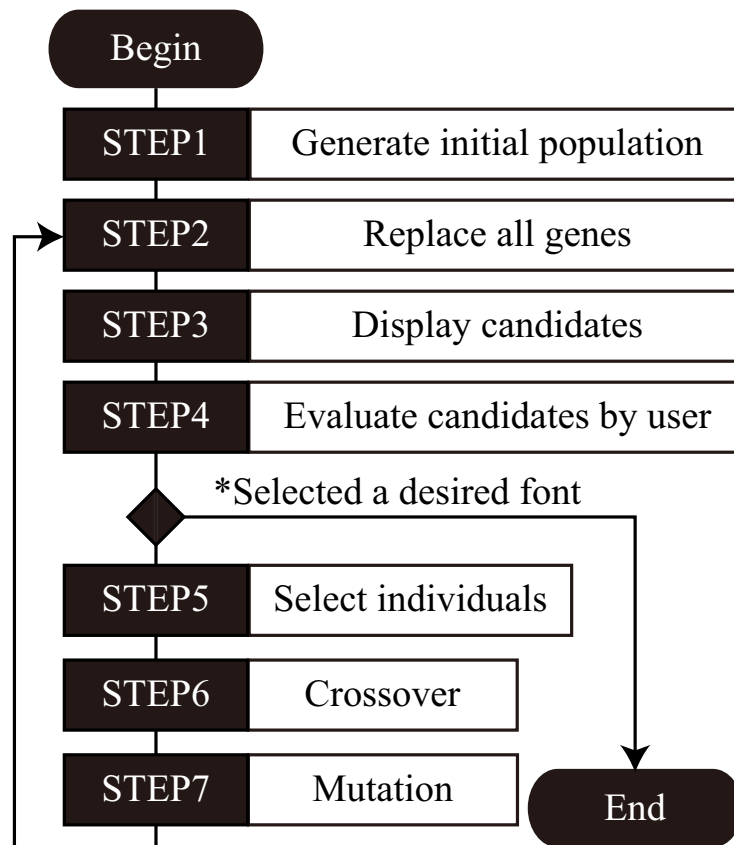 Begin
STEP1 Generate initial population
STEP2 Replace all genes
STEP3 Display candidates
STEP4 Evaluate candidates by user
*Selected a desired font
STEP5 Select individuals
STEP6 Crossover
STEP7 Mutation
End